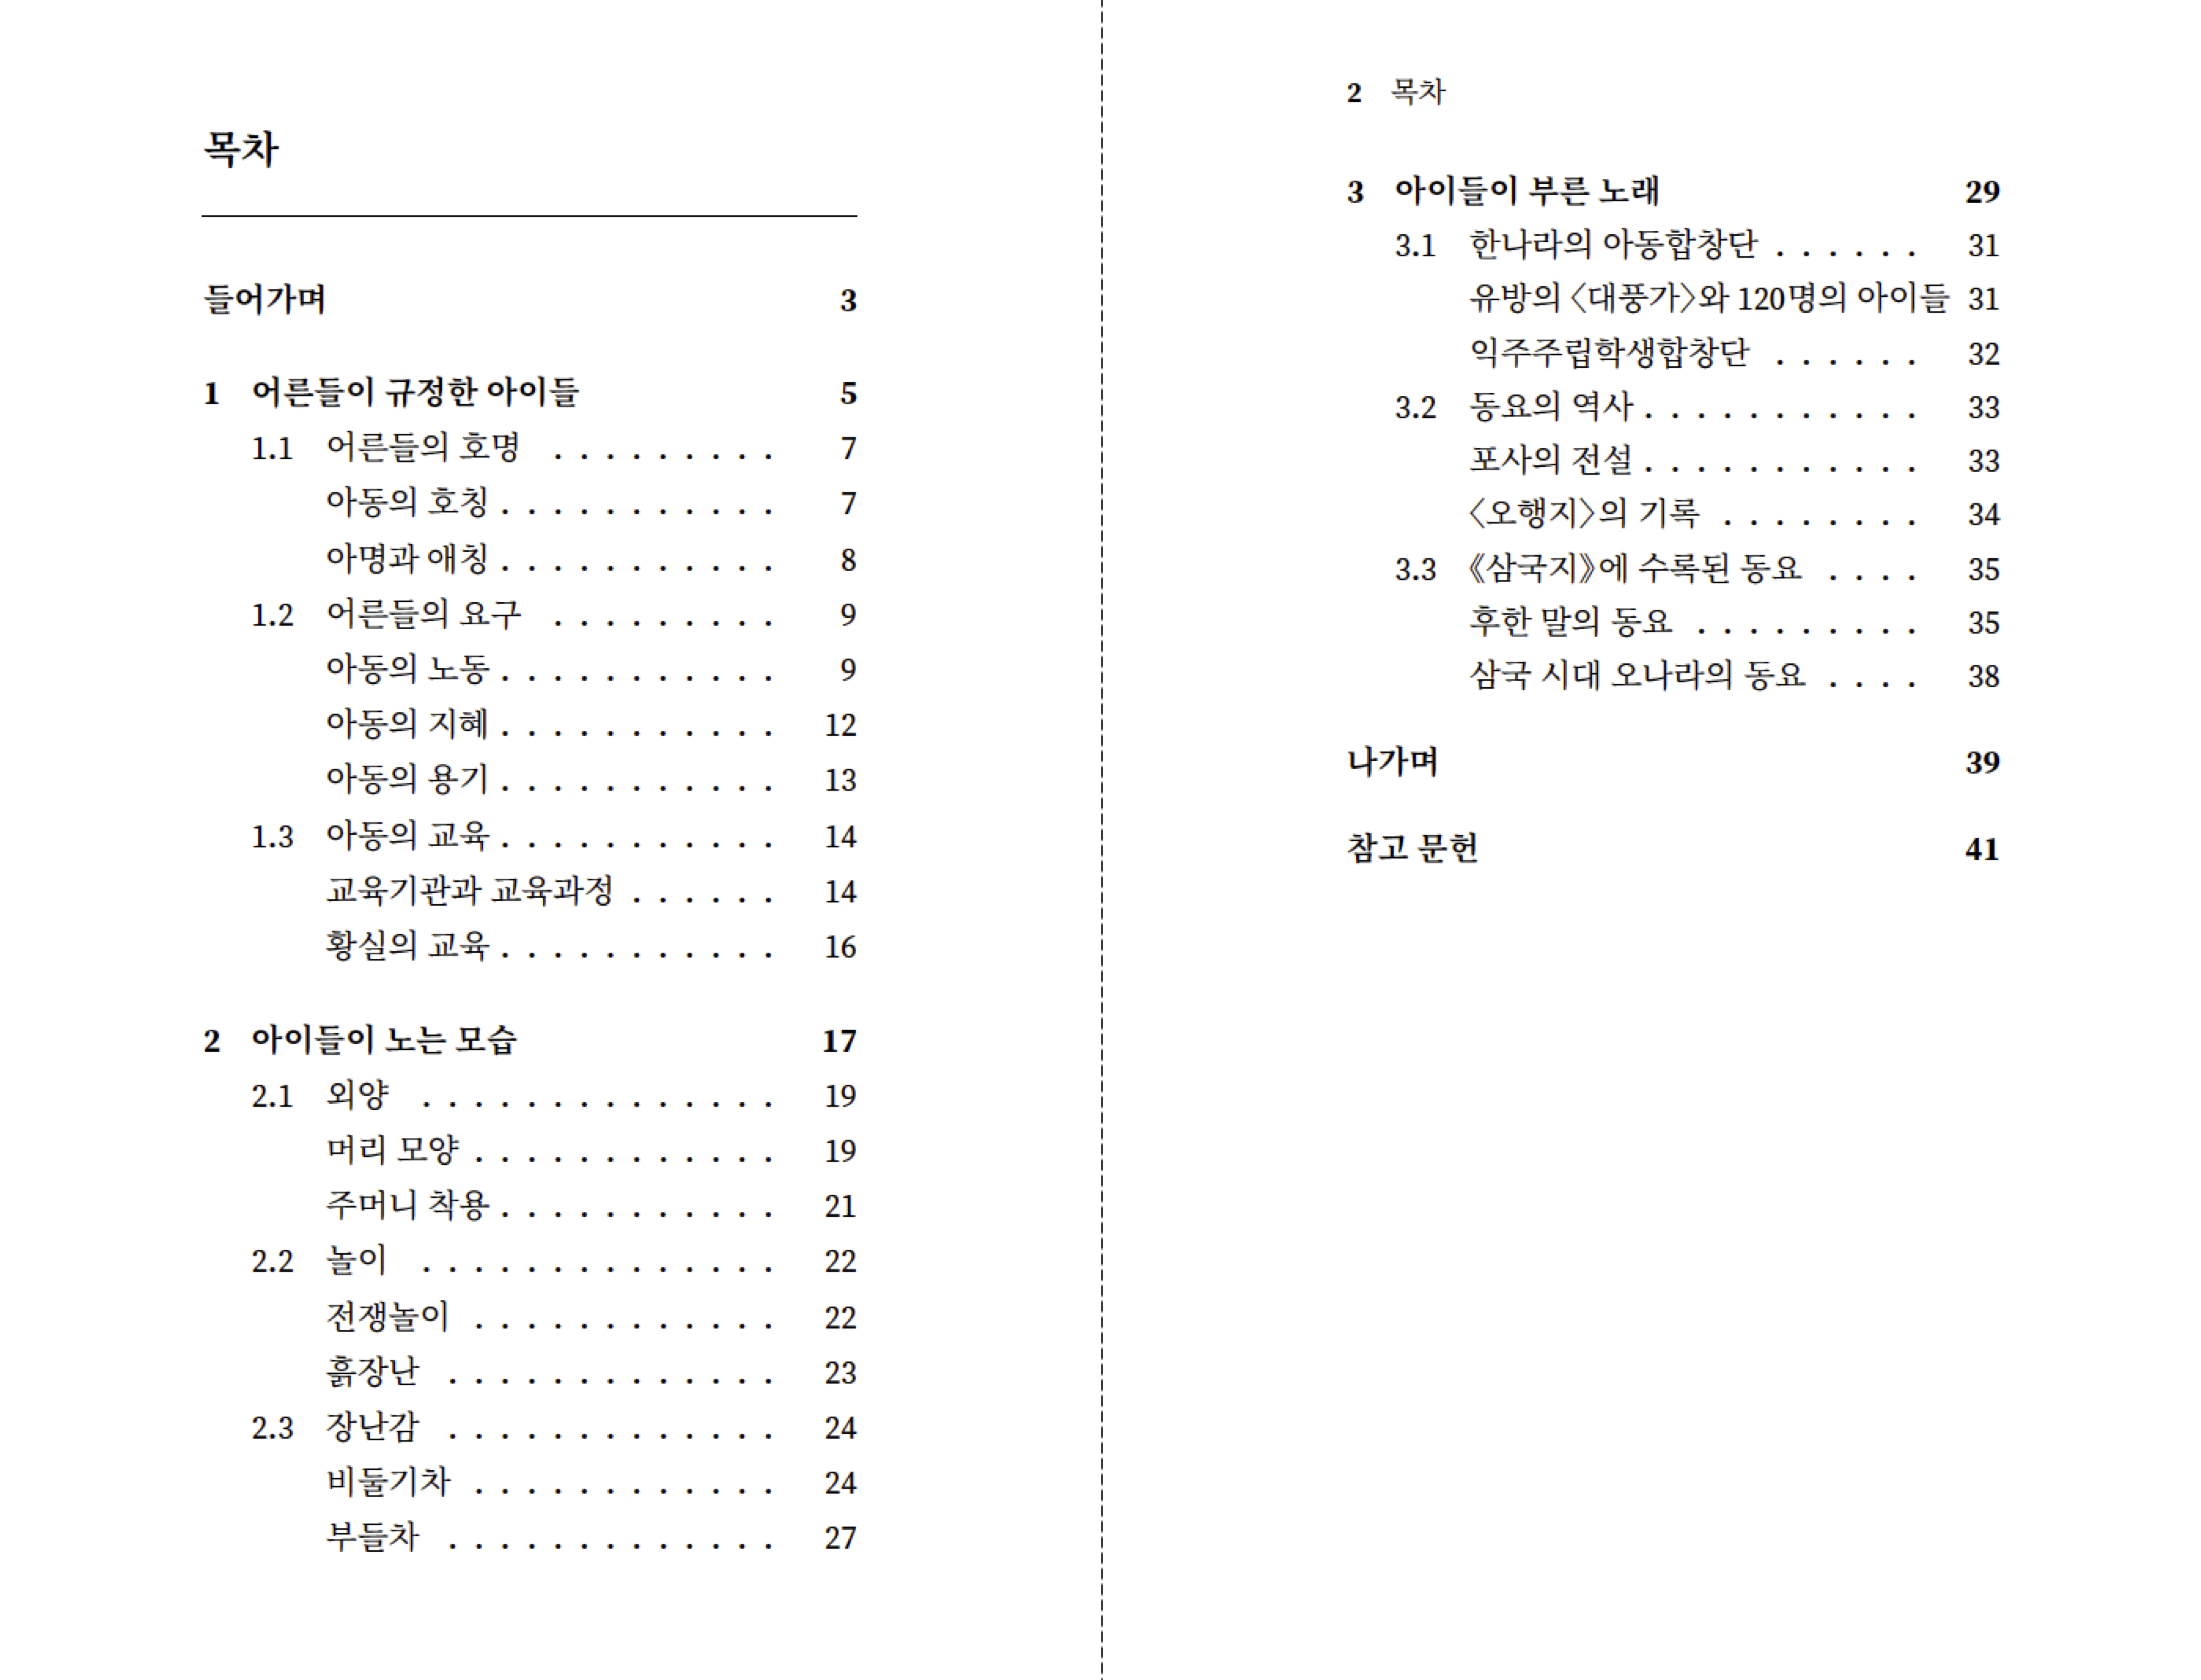 목차
들어가며 3
1 어른들이 규정한 아이들 5
1.1 어른들의 호명 . . . . . . . . . 7
아동의 호칭 . . . . . . . . . . . 7
아명과 애칭 . . . . . . . . . . . 8
1.2 어른들의 요구 . . . . . . . . . 9
아동의 노동 . . . . . . . . . . . 9
아동의 지혜 . . . . . . . . . . . 12
아동의 용기 . . . . . . . . . . . 13
1.3 아동의 교육 . . . . . . . . . . . 14
교육기관과 교육과정 . . . . . . 14
황실의 교육 . . . . . . . . . . . 16
2 아이들이 노는 모습 17
2.1 외양 . . . . . . . . . . . . . . 19
머리 모양 . . . . . . . . . . . . 19
주머니 착용 . . . . . . . . . . . 21
2.2 놀이 . . . . . . . . . . . . . . 22
전쟁놀이 . . . . . . . . . . . . 22
흙장난 . . . . . . . . . . . . . 23
2.3 장난감 . . . . . . . . . . . . . 24
비둘기차 . . . . . . . . . . . . 24
부들차 . . . . . . . . . . . . . 27
2 목차
3 아이들이 부른 노래 29
3.1 한나라의 아동합창단 . . . . . . 31
유방의 〈대풍가〉와 120명의 아이들 31
익주주립학생합창단 . . . . . . 32
3.2 동요의 역사 . . . . . . . . . . . 33
포사의 전설 . . . . . . . . . . . 33
〈오행지〉의 기록 . . . . . . . . 34
3.3 《삼국지》에 수록된 동요 . . . . 35
후한 말의 동요 . . . . . . . . . 35
삼국 시대 오나라의 동요 . . . . 38
나가며 39
참고 문헌 41